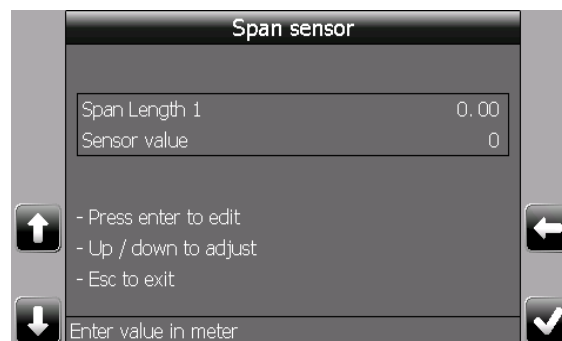 Span sensor
Span Length 1 0.00
Sensor value 0
- Press enter to edit
- Up / down to adjust
- Esc to exit
Enter value in meter